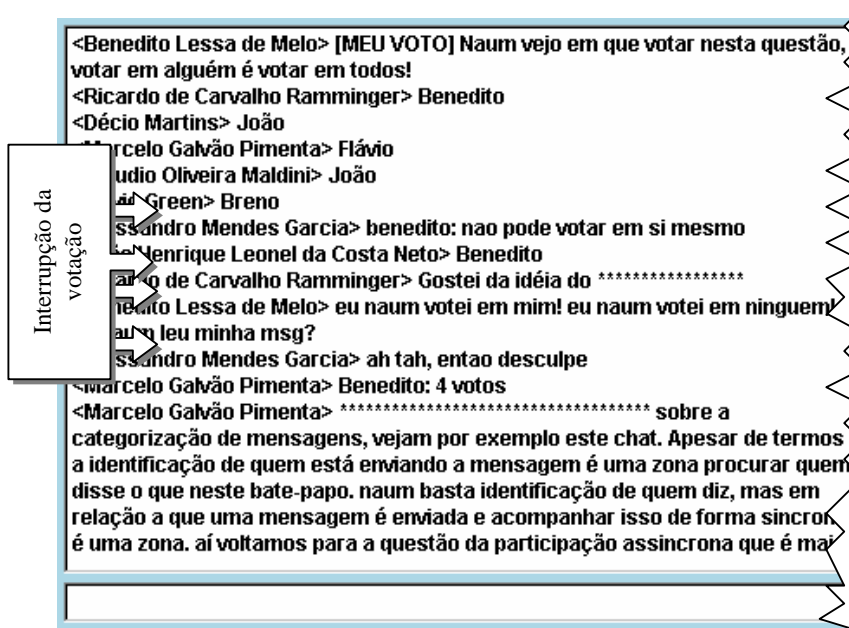 <Benedito Lessa de Melo> [MEU VOTO] Naum vejo em que votar nesta questão,
votar em alguém é votar em todos!
<Ricardo de Carvalho Ramminger> Benedito
<Décio Martins> João
Galvão Pimenta> Flávio
Oliveira Maldini> João
Green> Breno
Mendes Garcia> benedito: nao pode votar em si mesmo
Henrique Leonel da Costa Neto> Benedito
de Carvalho Ramminger> Gostei da idéia do *****************
Lessa de Melo> eu naum votei em mim! eu naum votei em ninguem!
leu minha msg?
Mendes Garcia> ah tah, entao desculpe
<Marcelo Galvão Pimenta> Benedito: 4 votos
<Marcelo Galvão Pimenta> ************************************ sobre a
categorização de mensagens, vejam por exemplo este chat. Apesar de termos
a identificação de quem está enviando a mensagem é uma zona procurar quem
disse o que neste bate-papo. naum basta identificação de quem diz, mas em
relação a que uma mensagem é enviada e acompanhar isso de forma
é uma zona. aí voltamos para a questão da participação assincrona que é
Interrupção da
votação